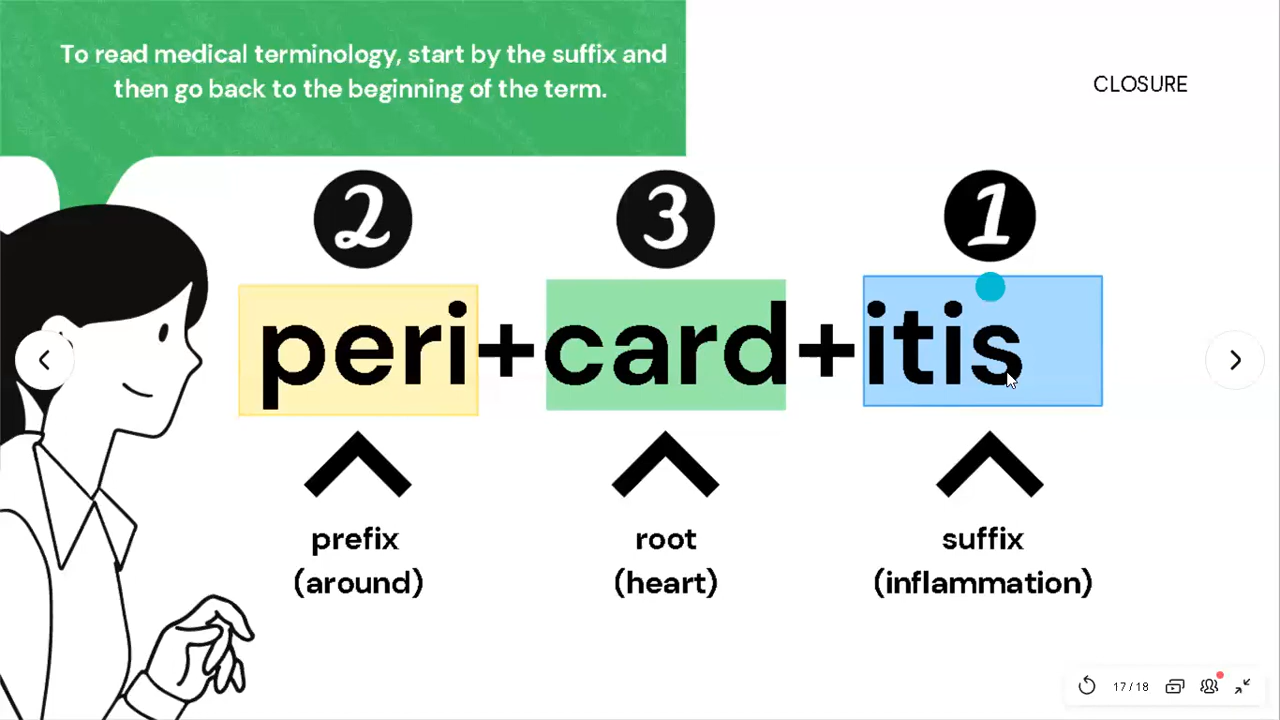 To read medical terminology, start by the suffix and
then go back to the beginning of the term.
CLOSURE
2 3 1
peri+card+itis
prefix root suffix
(around) (heart) (inflammation)
17/18